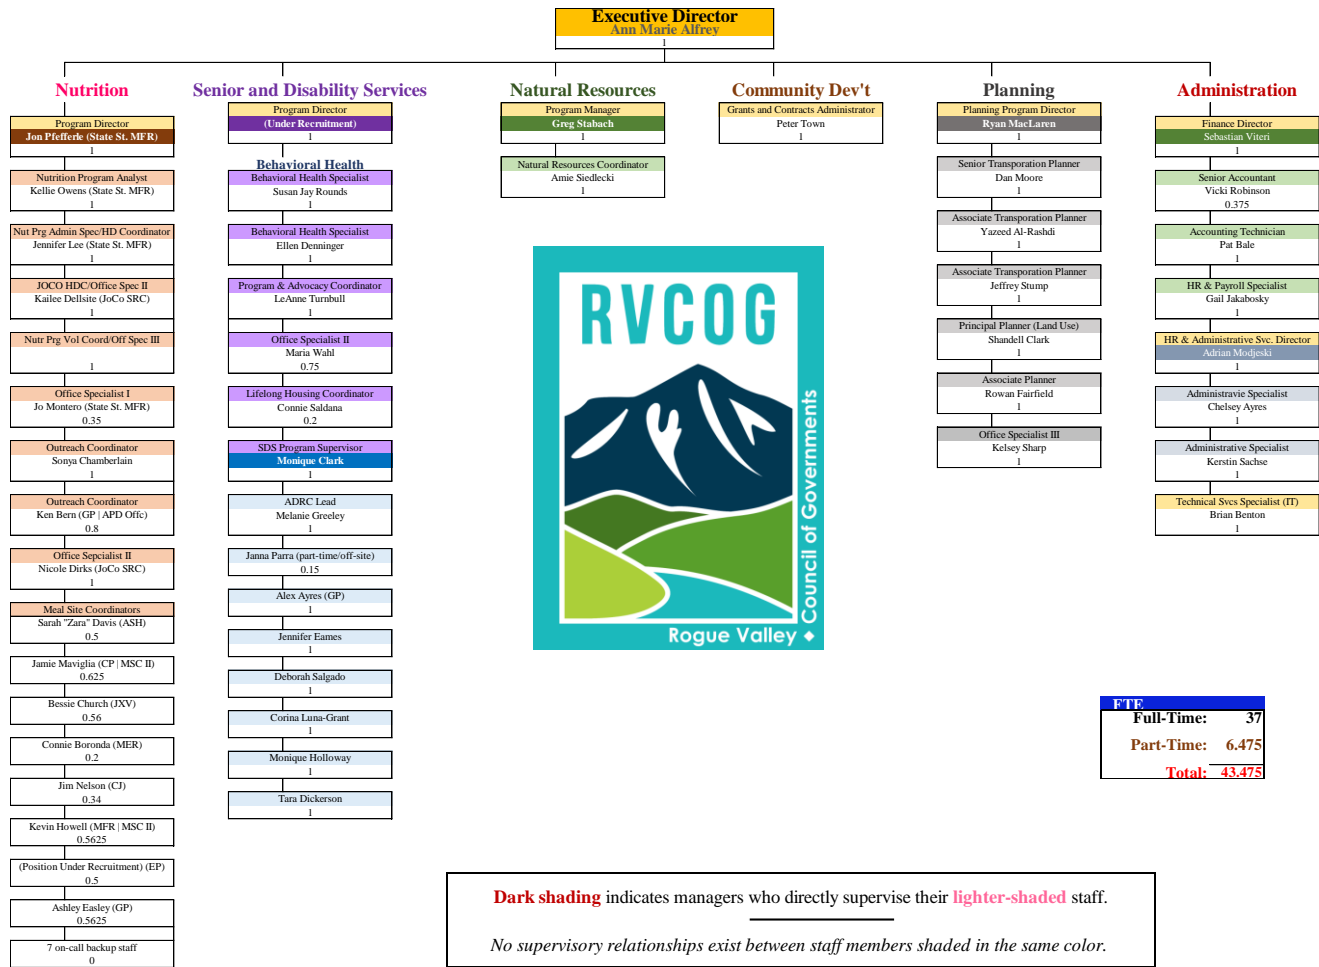 Executive Director
Ann Marie Alfrey
1
Nutrition
Program Director
Jon Pfefferle (State St. MFR)
1
Nutrition Program Analyst
Kellie Owens (State St. MFR)
1
Nut Prg Admin Spec/HD Coordinator
Jennifer Lee (State St. MFR)
1
JOCO HDC/Office Spec II
Kailee Dellsite (JoCo SRC)
1
Nutr Prg Vol Coord/Off Spec III
1
Office Specialist I
Jo Montero (State St. MFR)
0.35
Outreach Coordinator
Sonya Chamberlain
1
Outreach Coordinator
Ken Bern (GP | APD Offc)
0.8
Office Sepcialist II
Nicole Dirks (JoCo SRC)
1
Meal Site Coordinators
Sarah "Zara" Davis (ASH)
0.5
Jamie Maviglia (CP | MSC II)
0.625
Bessie Church (JXV)
0.56
Connie Boronda (MER)
0.2
Jim Nelson (CJ)
0.34
Kevin Howell (MFR | MSC II)
0.5625
(Position Under Recruitment) (EP)
0.5
Ashley Easley (GP)
0.5625
7 on-call backup staff
0
Senior and Disability Services
Program Director
(Under Recruitment)
1
Behavioral Health
Behavioral Health Specialist
Susan Jay Rounds
1
Behavioral Health Specialist
Ellen Denninger
1
Program & Advocacy Coordinator
LeAnne Turnbull
1
Office Specialist II
Maria Wahl
0.75
Lifelong Housing Coordinator
Connie Saldana
0.2
SDS Program Supervisor
Monique Clark
1
ADRC Lead
Melanie Greeley
1
Janna Parra (part-time/off-site)
0.15
Alex Ayres (GP)
1
Jennifer Eames
1
Deborah Salgado
1
Corina Luna-Grant
1
Monique Holloway
1
Tara Dickerson
1
Natural Resources
Program Manager
Greg Stabach
1
Natural Resources Coordinator
Amie Siedlecki
1
Community Dev't
Grants and Contracts Administrator
Peter Town
1
Planning
Planning Program Director
Ryan MacLaren
1
Senior Transporation Planner
Dan Moore
1
Associate Transporation Planner
Yazeed Al-Rashdi
1
Associate Transporation Planner
Jeffrey Stump
1
Principal Planner (Land Use)
Shandell Clark
1
Associate Planner
Rowan Fairfield
1
Office Specialist III
Kelsey Sharp
1
Administration
Finance Director
Sebastian Viteri
1
Senior Accountant
Vicki Robinson
0.375
Accounting Technician
Pat Bale
1
HR & Payroll Specialist
Gail Jakabosky
1
HR & Administrative Svc. Director
Adrian Modjeski
1
Administravie Specialist
Chelsey Ayres
1
Administrative Specialist
Kerstin Sachse
1
Technical Svcs Specialist (IT)
Brian Benton
1
RVCOG
Council of Governments
Rogue Valley ◆
FTE
Full-Time: 37
Part-Time: 6.475
Total: 43.475
Dark shading indicates managers who directly supervise their lighter-shaded staff.
No supervisory relationships exist between staff members shaded in the same color.